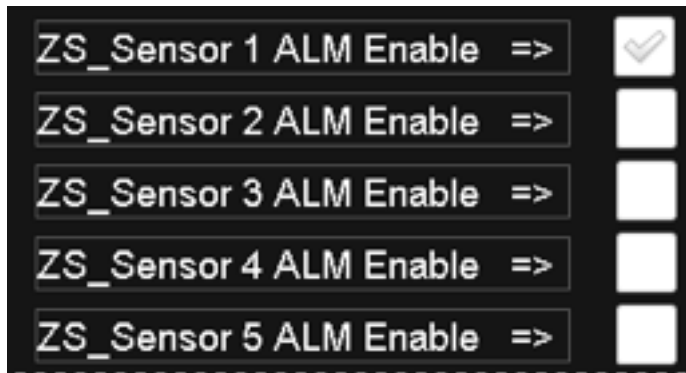 ZS_Sensor 1 ALM Enable =>
ZS_Sensor 2 ALM Enable =>
ZS_Sensor 3 ALM Enable =>
ZS_Sensor 4 ALM Enable =>
ZS_Sensor 5 ALM Enable =>